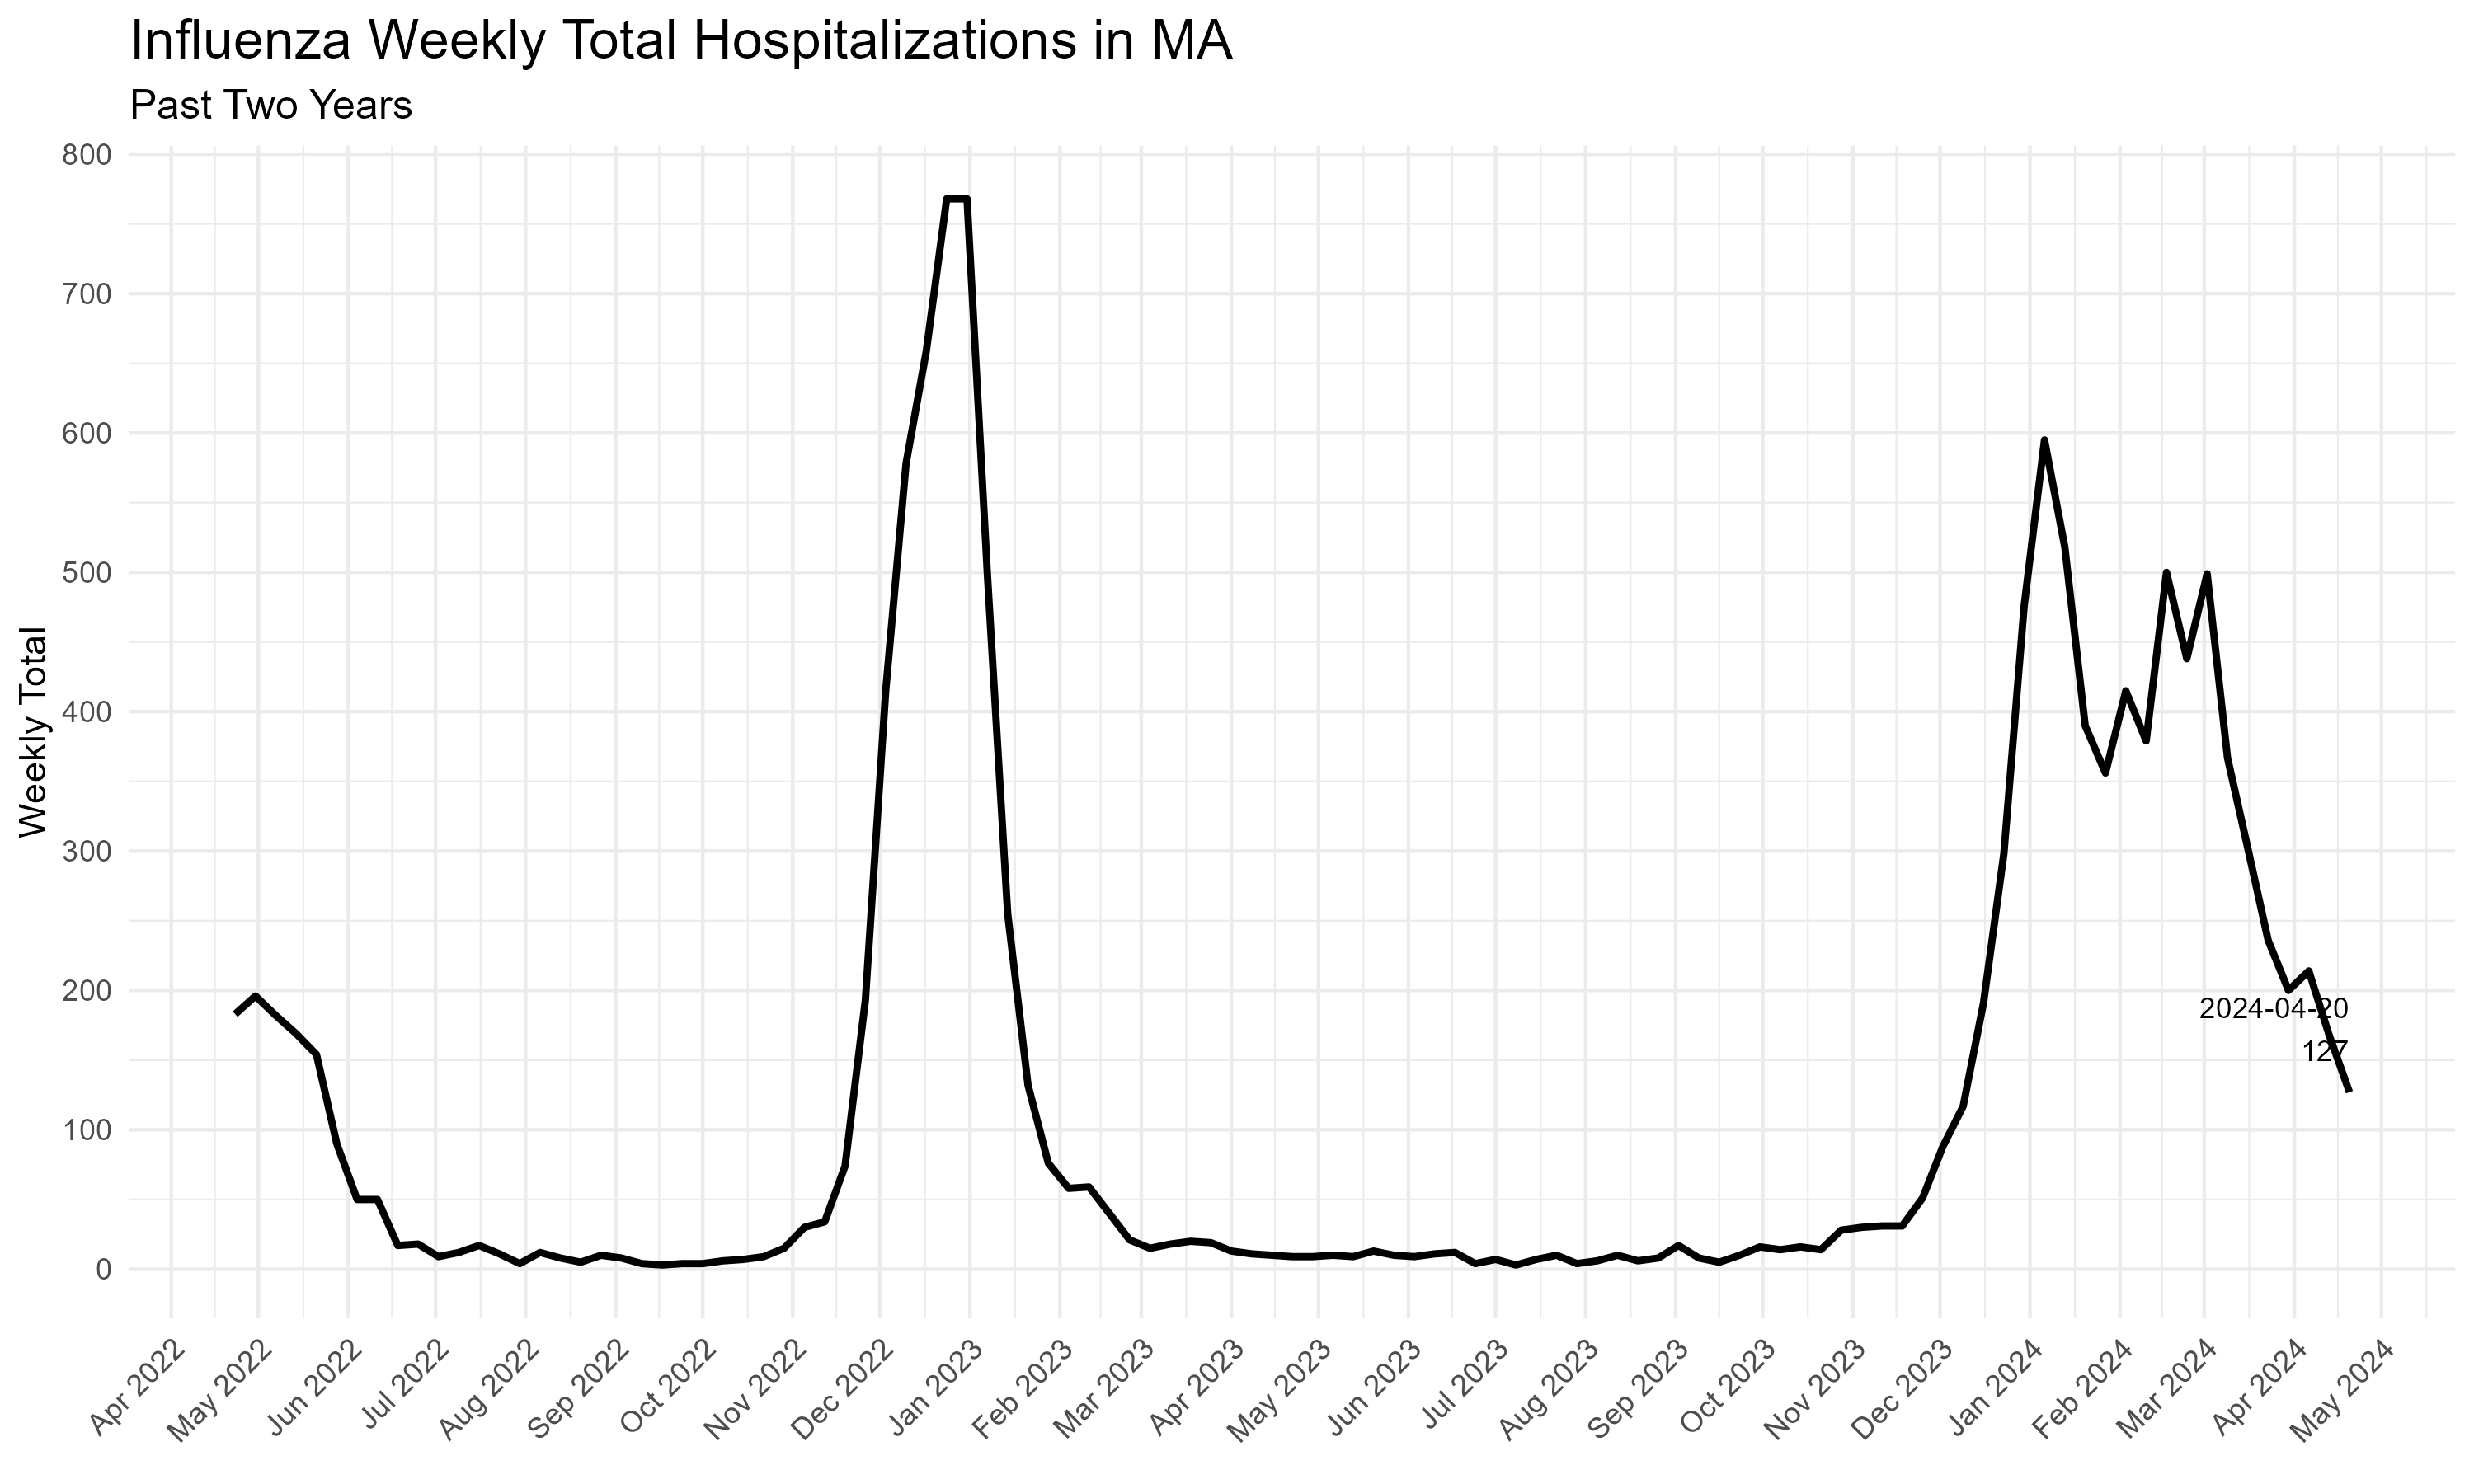 Influenza Weekly Total Hospitalizations in MA
Past Two Years
Weekly Total
800
700
600
500
400
300
200
100
0
2024-04-20
127
Apr 2022
May 2022
Jun 2022
Jul 2022
Aug 2022
Sep 2022
Oct 2022
Nov 2022
Dec 2022
Jan 2023
Feb 2023
Mar 2023
Apr 2023
May 2023
Jun 2023
Jul 2023
Aug 2023
Sep 2023
Oct 2023
Nov 2023
Dec 2023
Jan 2024
Feb 2024
Mar 2024
Apr 2024
May 2024